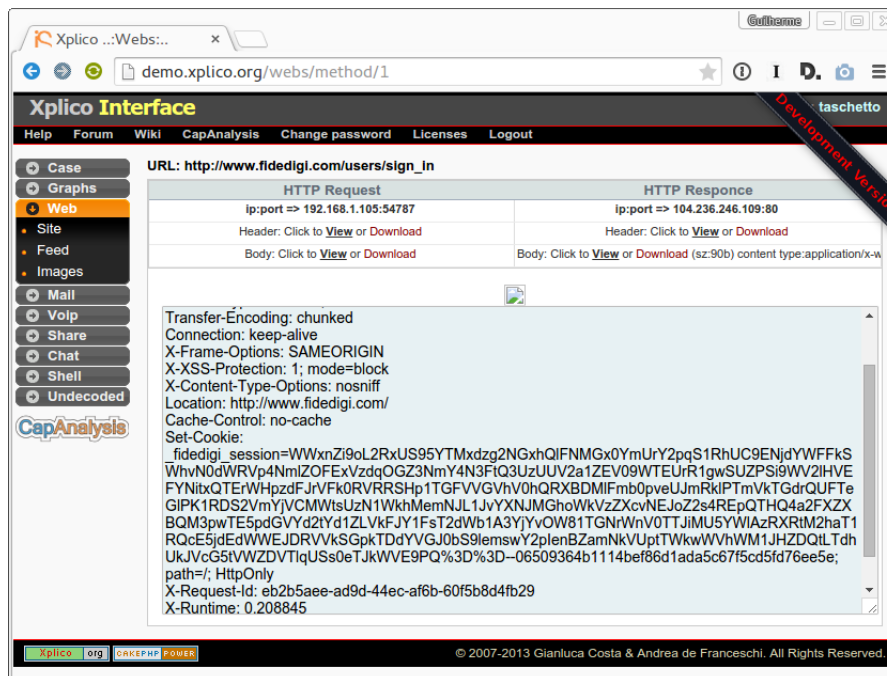 Guilherme
Xplico ..:Webs:..
demo.xplico.org/webs/method/1
Xplico Interface
taschetto
Development Version
Help Forum Wiki CapAnalysis Change password Licenses Logout
Case
Graphs
Web
Site
Feed
Images
Mail
Voip
Share
Chat
Shell
Undecoded
CapAnalysis
URL: http://www.fidedigi.com/users/sign_in
HTTP Request HTTP Responce
ip:port => 192.168.1.105:54787 ip:port => 104.236.246.109:80
Header: Click to View or Download Header: Click to View or Download
Body: Click to View or Download Body: Click to View or Download (sz:90b) content type:application/x-w
Transfer-Encoding: chunked
Connection: keep-alive
X-Frame-Options: SAMEORIGIN
X-XSS-Protection: 1; mode=block
X-Content-Type-Options: nosniff
Location: http://www.fidedigi.com/
Cache-Control: no-cache
Set-Cookie:
_fidedigi_session=WWxnZi9oL2RxUS95YTMxdzg2NGxhQlFNMGx0YmUrY2pqS1RhUC9ENjdYWFFkS
WhvN0dWRVp4NmlZOFExVzdqOGZ3NmY4N3FtQ3UzUUV2a1ZEV09WTEUrR1gwSUZPSi9WV2lHVE
FYNitxQTErWHpzdFJrVFk0RVRRSHp1TGFVVGVhV0hQRXBDMlFmb0pveUJmRklPTmVkTGdrQUFTe
GlPK1RDS2VmYjVCMWtsUzN1WkhMemNJL1JvYXNJMGhoWkVzZXcvNEJoZ2s4REpQTHQ4a2FXZX
BQM3pwTE5pdGVYd2tYd1ZLVkFJY1FsT2dWb1A3YjYvOW81TGNrWnV0TTJiMU5YWlAzRXRtM2haT1
RQcE5jdEdWWEJDRVVkSGpkTDdYVGJ0bS9lemswY2pIenBZamNkVUptTWkwWVhWM1JHZDQtLTdh
UkJVcG5tVWZDVTlqUSs0eTJkWVE9PQ%3D%3D--06509364b1114bef86d1ada5c67f5cd5fd76ee5e;
path=/; HttpOnly
X-Request-Id: eb2b5aee-ad9d-44ec-af6b-60f5b8d4fb29
X-Runtime: 0.208845
Xplico org CAKEPHP POWER
© 2007-2013 Gianluca Costa & Andrea de Franceschi. All Rights Reserved.